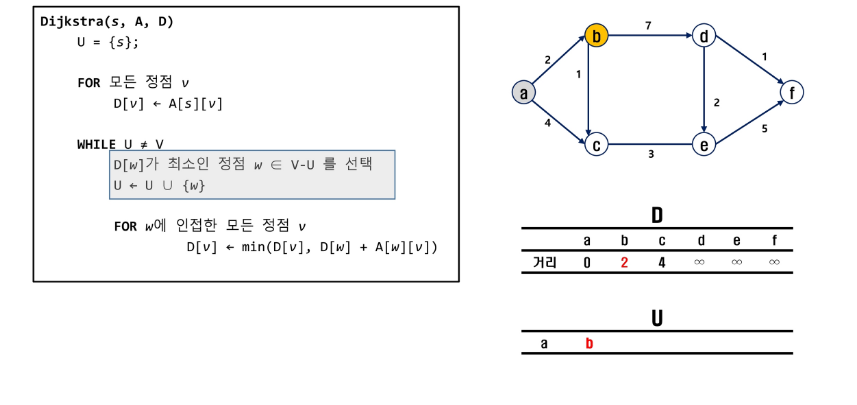 Dijkstra(s, A, D)
U = {s};
FOR 모든 정점 v
D[v] ← A[s][v]
WHILE U ≠ V
D[w]가 최소인 정점 w ∈ V-U 를 선택
U ← U ∪ {w}
FOR w에 인접한 모든 정점 v
D[v] ← min(D[v], D[w] + A[w][v])
b 7 d
2 1 1
a 2 f
4 5
c 3 e
D
a b c d e f
거리 0 2 4 ∞ ∞ ∞
U
a b